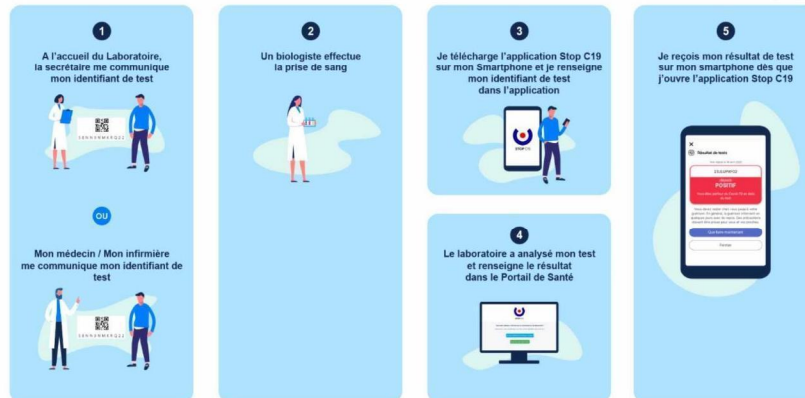 1
A l'accueil du Laboratoire,
la secrétaire me communique
mon identifiant de test
OU
Mon médecin / Mon infirmière
me communique mon identifiant de
test
2
Un biologiste effectue
la prise de sang
3
Je télécharge l'application Stop C19
sur mon Smartphone et je renseigne
mon identifiant de test
dans l'application
STOP C19
4
Le laboratoire a analysé mon test
et renseigne le résultat
dans le Portail de Santé
5
Je reçois mon résultat de test
sur mon smartphone dès que
j'ouvre l'application Stop C19
Résultat de tests
POSITIF